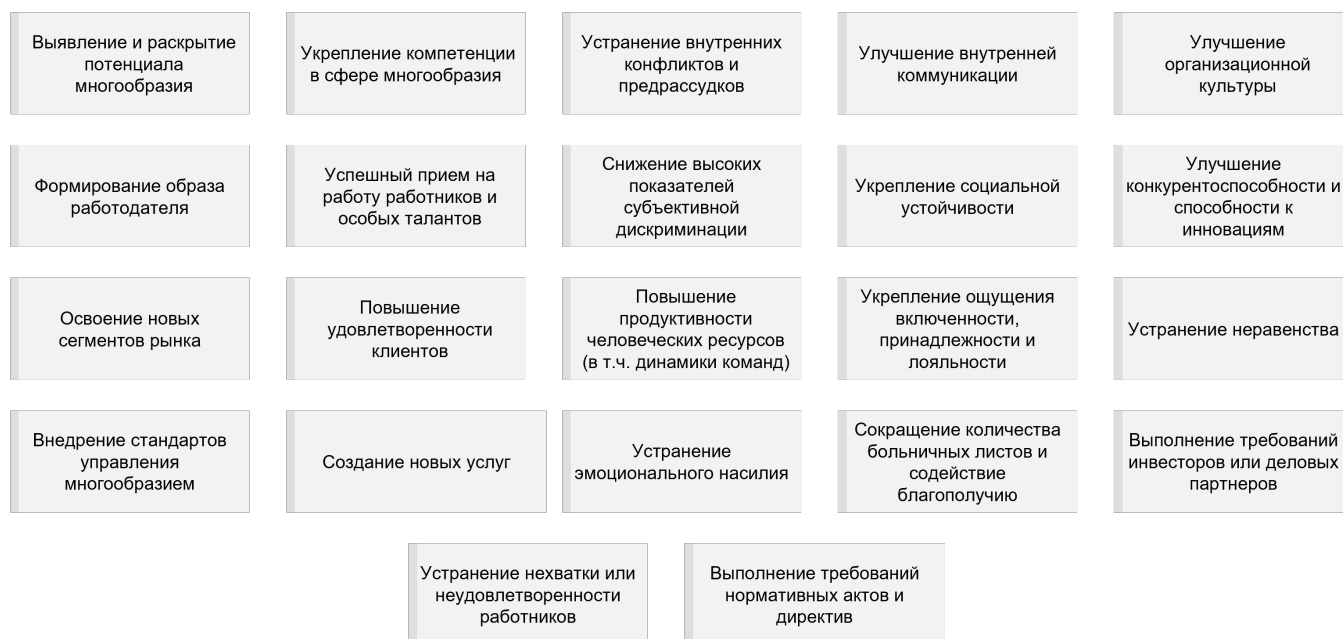 Выявление и раскрытие
потенциала
многообразия
Укрепление компетенции
в сфере многообразия
Устранение внутренних
конфликтов и
предрассудков
Улучшение внутренней
коммуникации
Улучшение
организационной
культуры
Формирование образа
работодателя
Успешный прием на
работу работников и
особых талантов
Снижение высоких
показателей
субъективной
дискриминации
Укрепление социальной
устойчивости
Улучшение
конкурентоспособности и
способности к
инновациям
Освоение новых
сегментов рынка
Повышение
удовлетворенности
клиентов
Повышение
продуктивности
человеческих ресурсов
(в т.ч. динамики команд)
Укрепление ощущения
включенности,
принадлежности и
лояльности
Устранение неравенства
Внедрение стандартов
управления
многообразием
Создание новых услуг
Устранение
эмоционального насилия
Сокращение количества
больничных листов и
содействие
благополучию
Выполнение требований
инвесторов или деловых
партнеров
Устранение нехватки или
неудовлетворенности
работников
Выполнение требований
нормативных актов и
директив